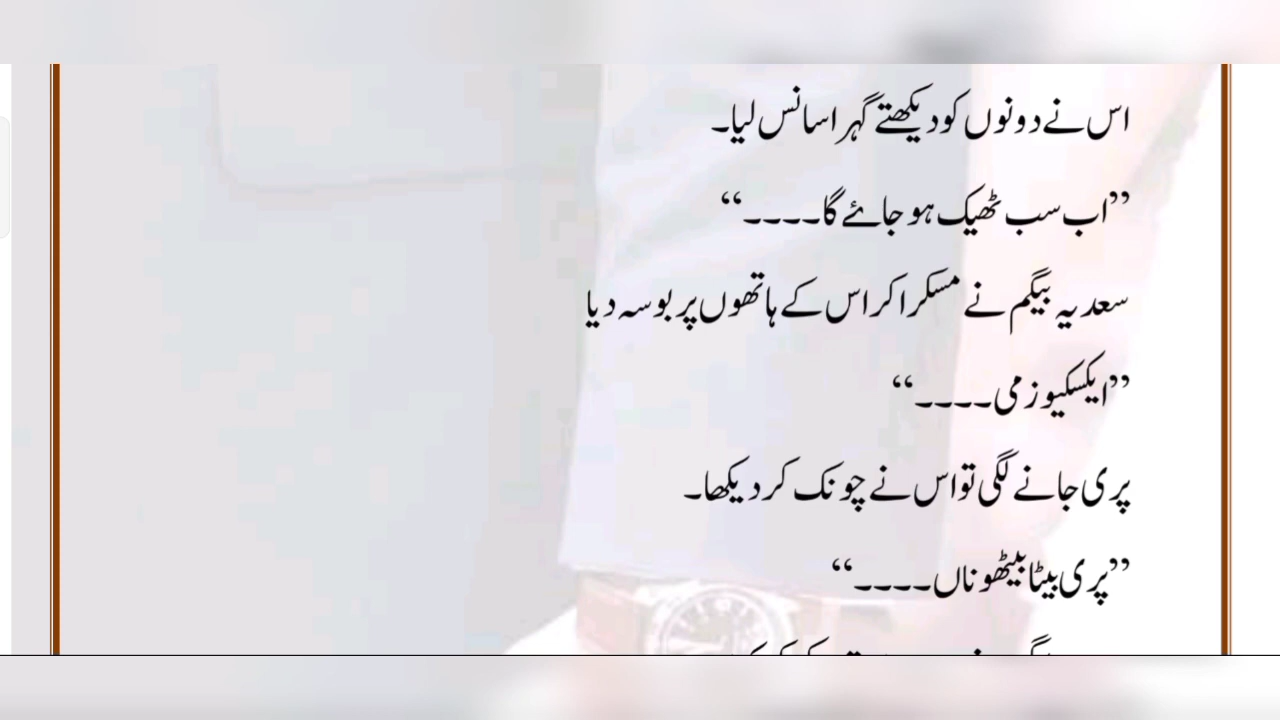 اس نے دونوں کو دیکھتے گہرا سانس لیا۔
”اب سب ٹھیک ہو جائے گا۔۔۔۔“
سعدیہ بیگم نے مسکرا کر اس کے ہاتھوں پر بوسہ دیا
”ایکسکیوز می۔۔۔۔“
پری جانے لگی تو اس نے چونک کر دیکھا۔
”پری بیٹا بیٹھو ناں۔۔۔۔“